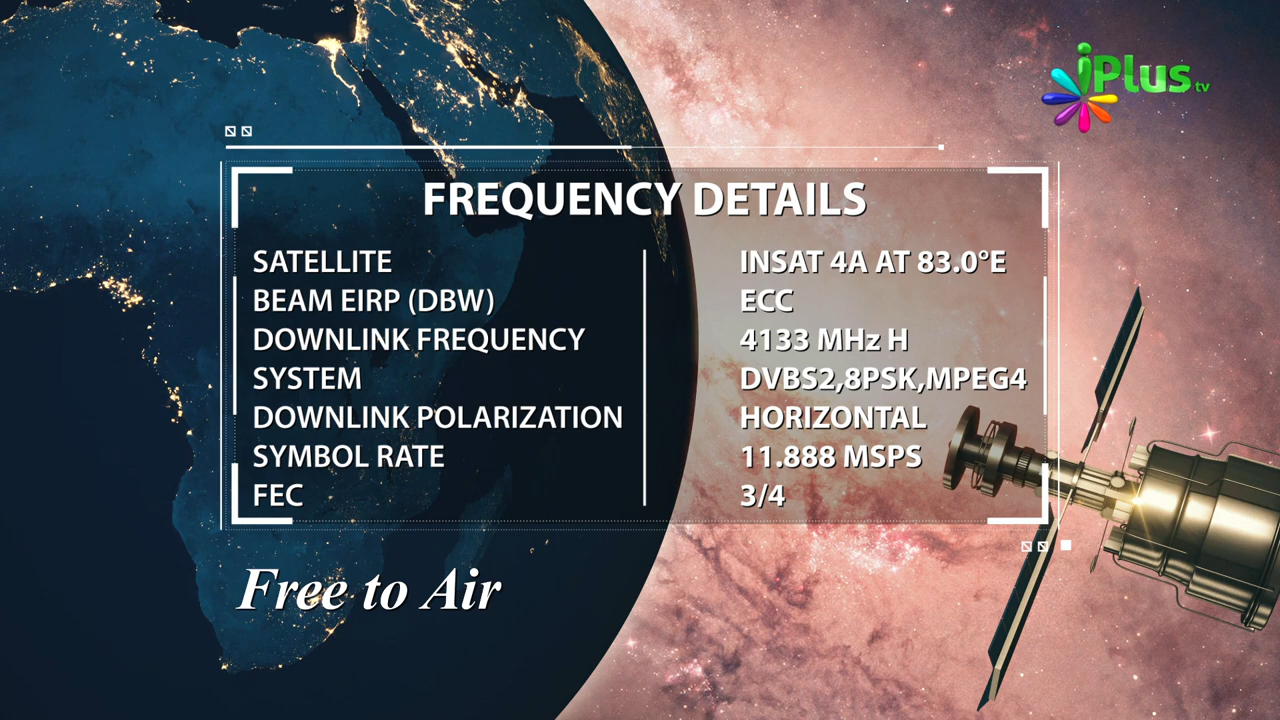 iPlus tv
FREQUENCY DETAILS
SATELLITE INSAT 4A AT 83.0°E
BEAM EIRP (DBW) ECC
DOWNLINK FREQUENCY 4133 MHz H
SYSTEM DVBS2,8PSK,MPEG4
DOWNLINK POLARIZATION HORIZONTAL
SYMBOL RATE 11.888 MSPS
FEC 3/4
Free to Air